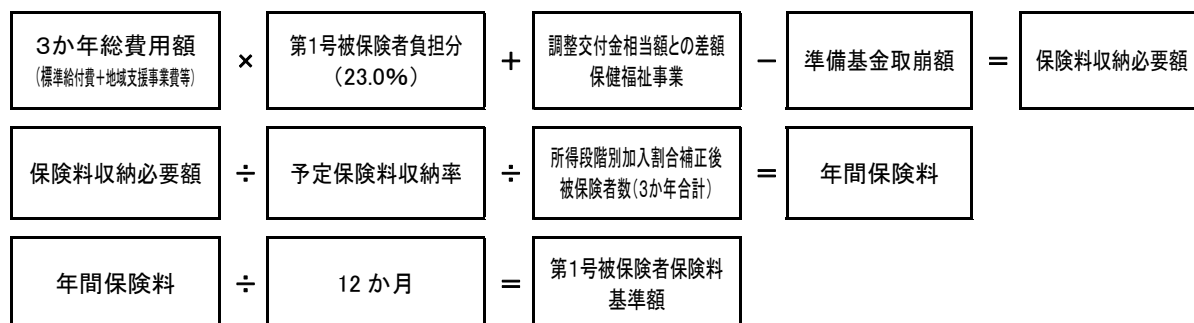 3か年総費用額
(標準給付費+地域支援事業費等)
×
第1号被保険者負担分
(23.0%)
+
調整交付金相当額との差額
保健福祉事業
−
準備基金取崩額
=
保険料収納必要額
保険料収納必要額
÷
予定保険料収納率
÷
所得段階別加入割合補正後
被保険者数(3か年合計)
=
年間保険料
年間保険料
÷
12 か月
=
第1号被保険者保険料
基準額